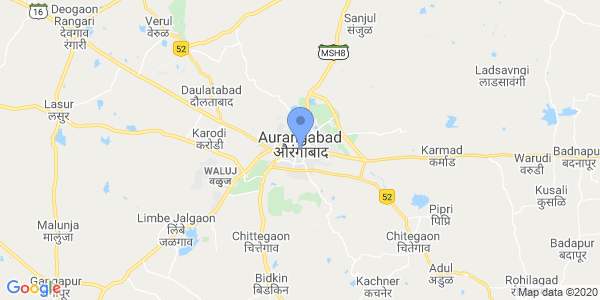 Deogaon
Rangari
देवगाव
रंगारी
16
Verul
वेरुळ
52
Sanjul
संजुळ
MSH8
Ladsavngi
लाडसावंगी
Lasur
लसुर
Daulatabad
दौलताबाद
Karodi
करोडी
Aurangabad
औरंगाबाद
Karmad
कर्माड
Badnapu
बदनापूर
Warudi
वरुडी
WALUJ
वाळुज
Kusali
कुसळि
52
Pipri
पिप्रि
Limbe Jalgaon
लिंबे
जळगाव
Malunja
मालुंजा
Chittegaon
चित्तेगाव
Chitegaon
चितेगाव
Badapur
बदापूर
Gangapur
Bidkin
बिडकिन
Kachner
कचनेर
Adul
अडुळ
Rohilagad
रोहिलागड
Google
Map data ©2020